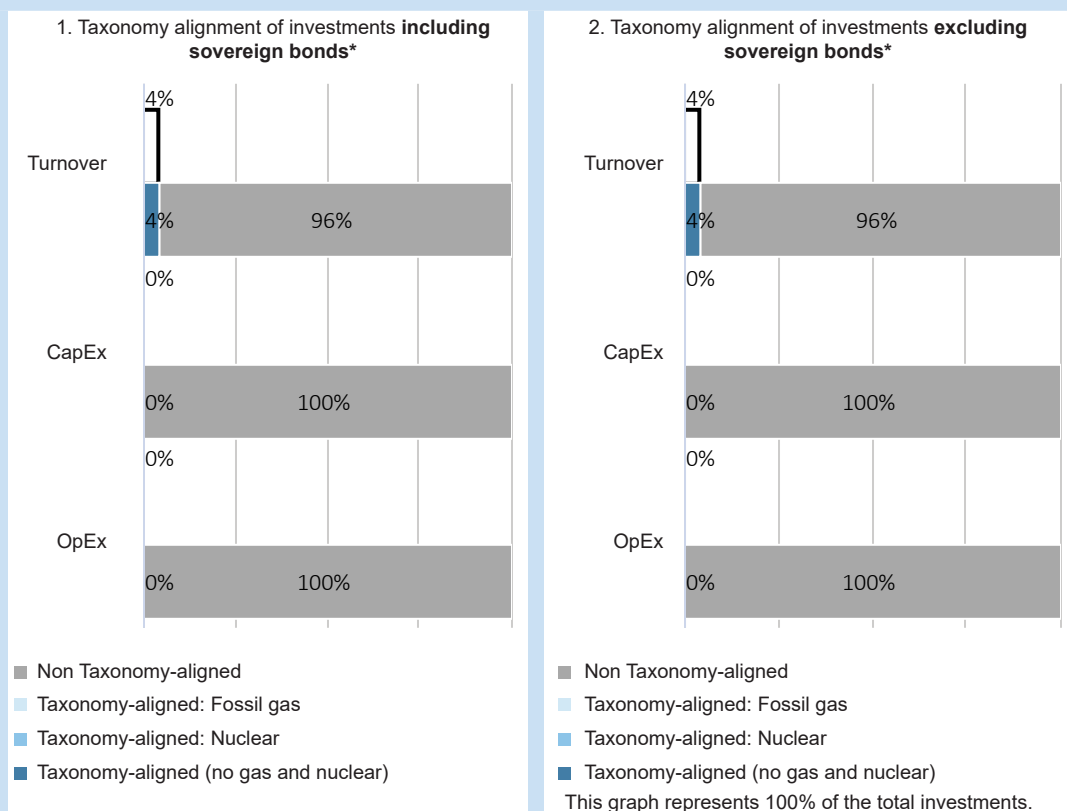 1. Taxonomy alignment of investments including
sovereign bonds*
4%
Turnover
4% 96%
0%
CapEx
0% 100%
0%
OpEx
0% 100%
Non Taxonomy-aligned
Taxonomy-aligned: Fossil gas
Taxonomy-aligned: Nuclear
Taxonomy-aligned (no gas and nuclear)
2. Taxonomy alignment of investments excluding
sovereign bonds*
4%
Turnover
4% 96%
0%
CapEx
0% 100%
0%
OpEx
0% 100%
Non Taxonomy-aligned
Taxonomy-aligned: Fossil gas
Taxonomy-aligned: Nuclear
Taxonomy-aligned (no gas and nuclear)
This graph represents 100% of the total investments.